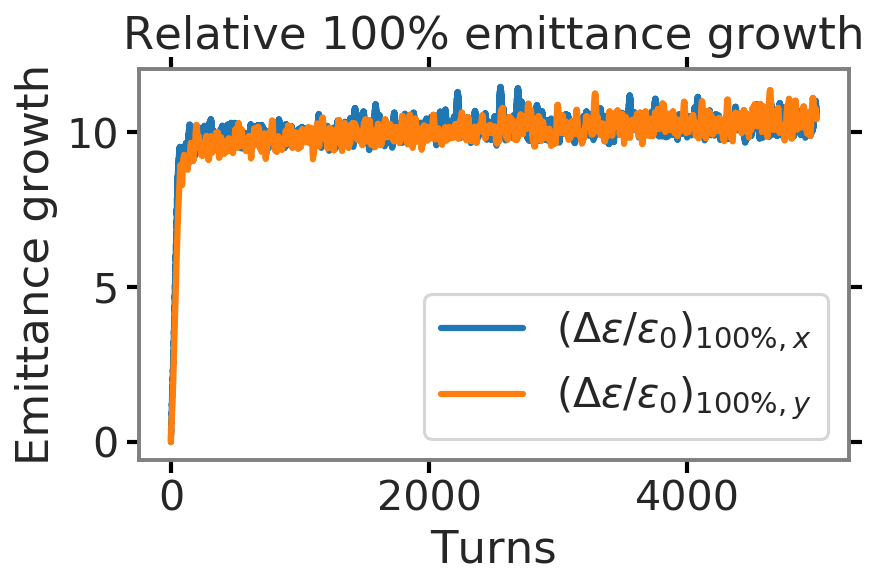 Relative 100% emittance growth
Emittance growth
10
5
0
(Δε/ε₀)₁₀₀%,ₓ
(Δε/ε₀)₁₀₀%,y
0 2000 4000
Turns